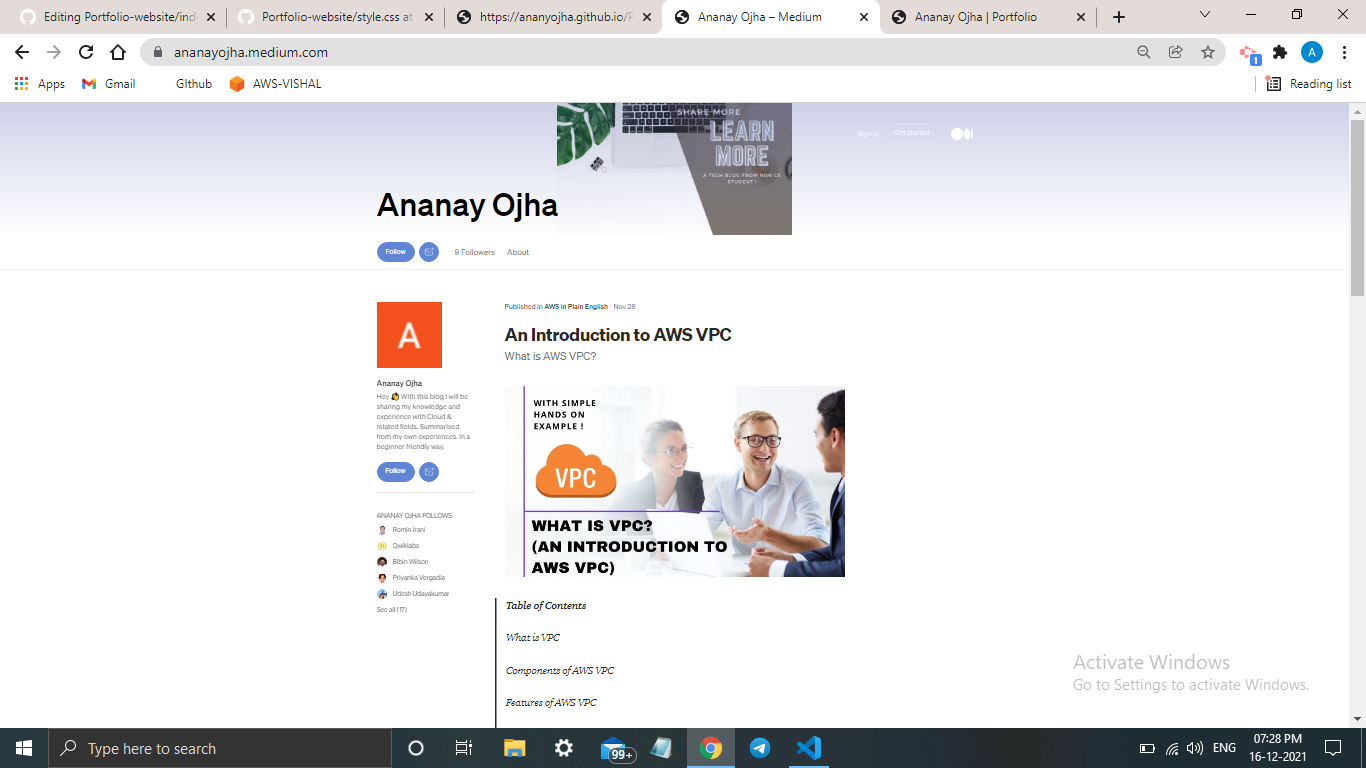 Editing Portfolio-website/ind
Portfolio-website/style.css at
https://ananyojha.github.io/P
Ananay Ojha – Medium
Ananay Ojha | Portfolio
ananayojha.medium.com
A
1
Apps
Gmail
GIthub
AWS-VISHAL
Reading list
SHARE MORE
LEARN
MORE
A TECH BLOG FROM NON CS
STUDENT !
Sign in
Get started
Ananay Ojha
Follow
9 Followers
About
A
Ananay Ojha
Hey 👩 With this blog I will be
sharing my knowledge and
experience with Cloud &
related fields. Summarised
from my own experiences. In a
beginner friendly way.
Follow
ANANAY OJHA FOLLOWS
Romin Irani
Qwiklabs
Bibin Wilson
Priyanka Vergadia
Udesh Udayakumar
See all (17)
Published in AWS in Plain English · Nov 28
An Introduction to AWS VPC
What is AWS VPC?
WITH SIMPLE
HANDS ON
EXAMPLE !
VPC
WHAT IS VPC?
(AN INTRODUCTION TO
AWS VPC)
Table of Contents
What is VPC
Components of AWS VPC
Features of AWS VPC
Activate Windows
Go to Settings to activate Windows.
Type here to search
99+
ENG
07:28 PM
16-12-2021